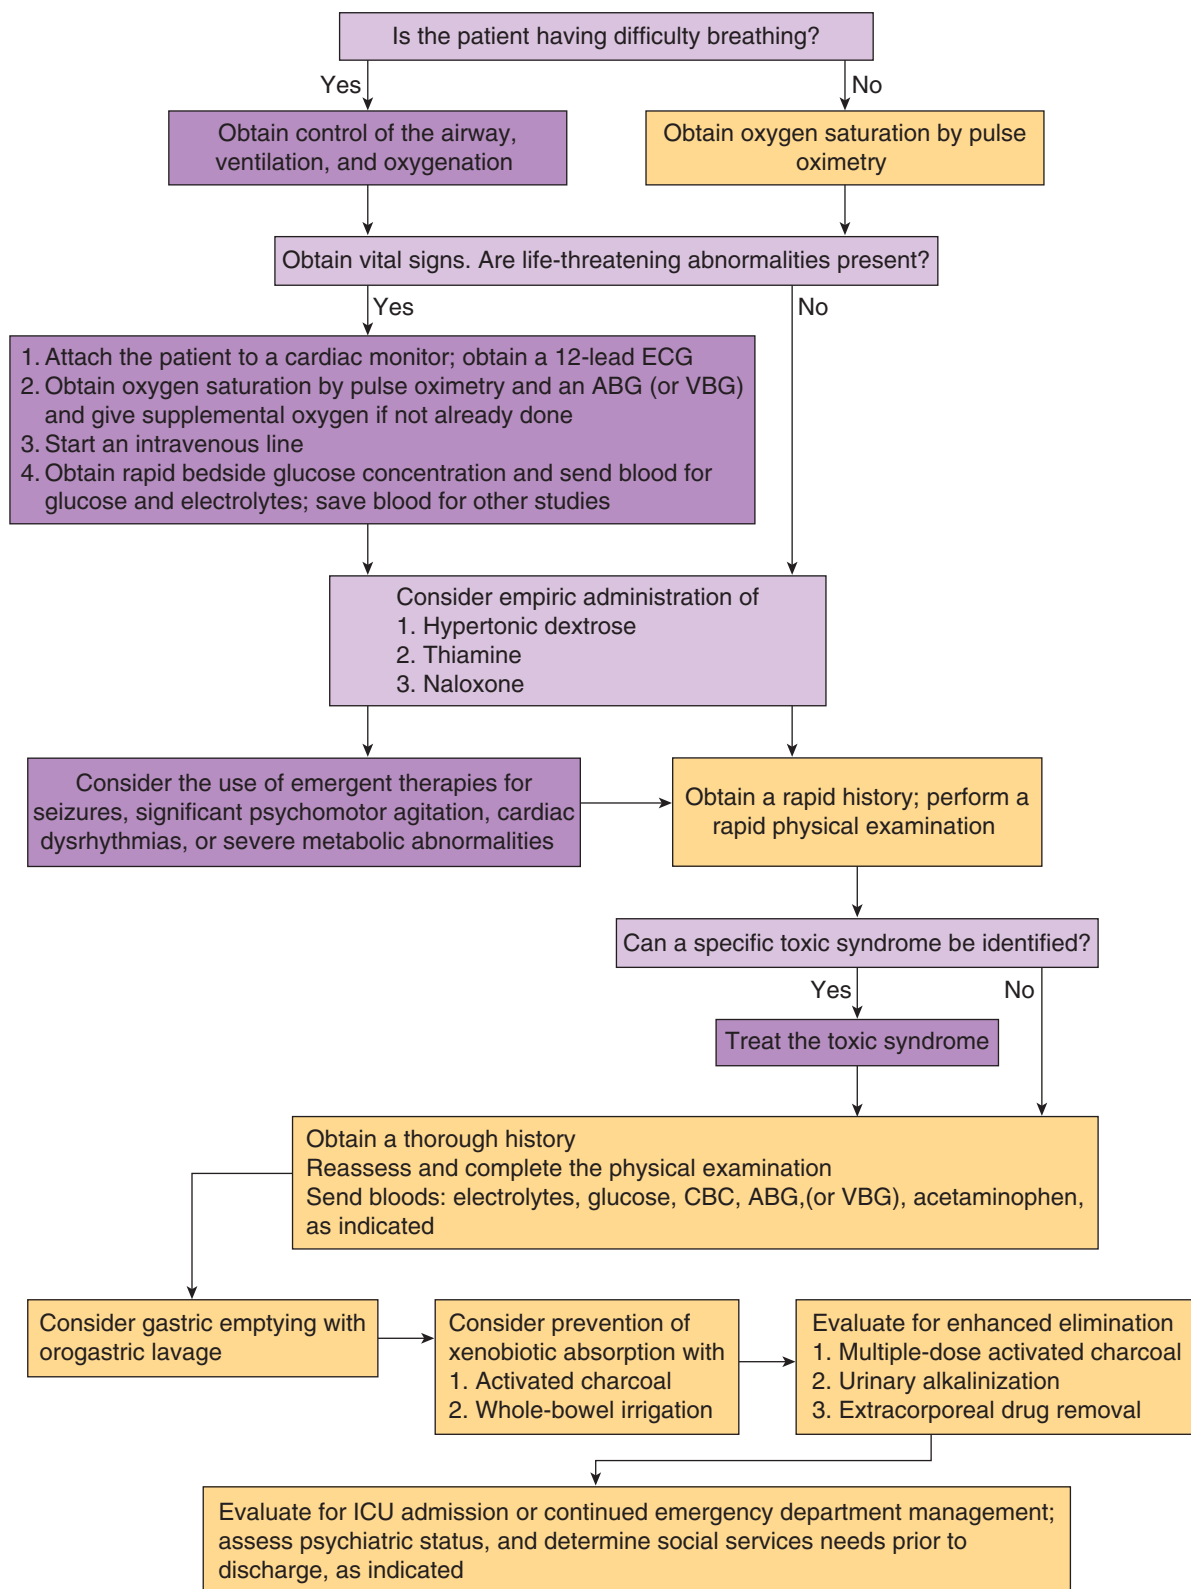 Is the patient having difficulty breathing?
Yes
No
Obtain control of the airway,
ventilation, and oxygenation
Obtain oxygen saturation by pulse
oximetry
Obtain vital signs. Are life-threatening abnormalities present?
Yes
No
1. Attach the patient to a cardiac monitor; obtain a 12-lead ECG
2. Obtain oxygen saturation by pulse oximetry and an ABG (or VBG)
and give supplemental oxygen if not already done
3. Start an intravenous line
4. Obtain rapid bedside glucose concentration and send blood for
glucose and electrolytes; save blood for other studies
Consider empiric administration of
1. Hypertonic dextrose
2. Thiamine
3. Naloxone
Consider the use of emergent therapies for
seizures, significant psychomotor agitation, cardiac
dysrhythmias, or severe metabolic abnormalities
Obtain a rapid history; perform a
rapid physical examination
Can a specific toxic syndrome be identified?
Yes
No
Treat the toxic syndrome
Obtain a thorough history
Reassess and complete the physical examination
Send bloods: electrolytes, glucose, CBC, ABG,(or VBG), acetaminophen,
as indicated
Consider gastric emptying with
orogastric lavage
Consider prevention of
xenobiotic absorption with
1. Activated charcoal
2. Whole-bowel irrigation
Evaluate for enhanced elimination
1. Multiple-dose activated charcoal
2. Urinary alkalinization
3. Extracorporeal drug removal
Evaluate for ICU admission or continued emergency department management;
assess psychiatric status, and determine social services needs prior to
discharge, as indicated